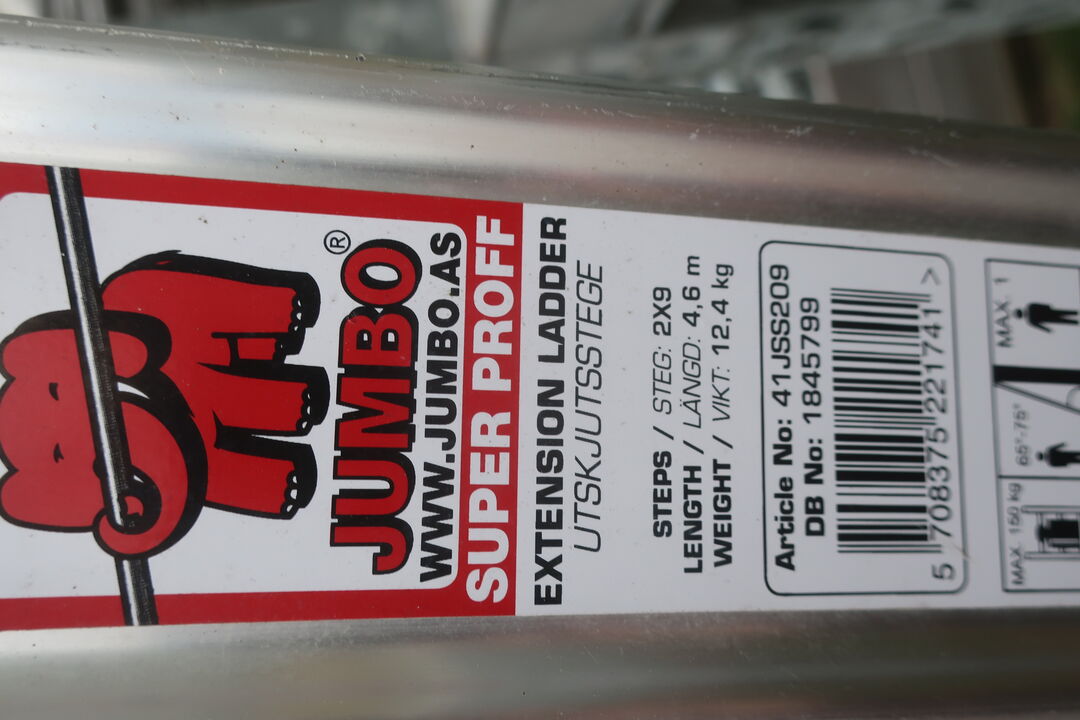 JUMBO®
WWW.JUMBO.AS
SUPER PROFF
EXTENSION LADDER
UTSKJUTSSTEGE
STEPS / STEG: 2X9
LENGTH / LÄNGD: 4,6 m
WEIGHT / VIKT: 12,4 kg
Article No: 41JSS209
DB No: 1845799
5 708375 221741 >
MAX. 1
65°-75°
MAX. 150 kg